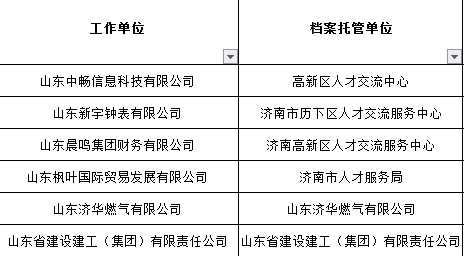 工作单位 档案托管单位
山东中畅信息科技有限公司 高新区人才交流中心
山东新宇钟表有限公司 济南市历下区人才交流服务中心
山东晨鸣集团财务有限公司 济南高新区人才交流服务中心
山东枫叶国际贸易发展有限公司 济南市人才服务局
山东济华燃气有限公司 山东济华燃气有限公司
山东省建设建工（集团）有限责任公司 山东省建设建工（集团）有限责任公司